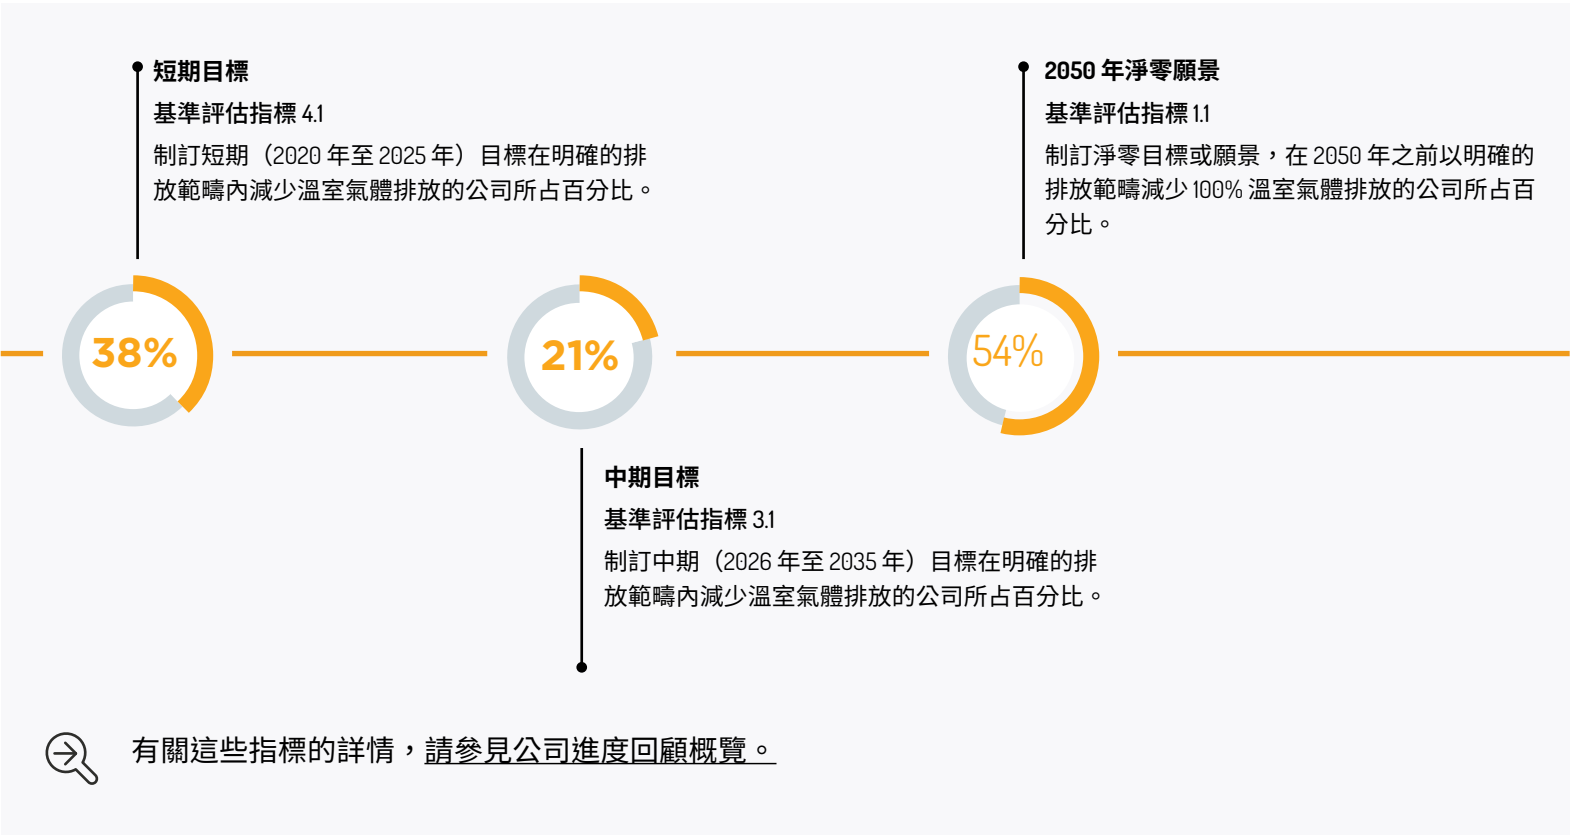 短期目標
基準評估指標 4.1
制訂短期（2020 年至 2025 年）目標在明確的排
放範疇內減少溫室氣體排放的公司所占百分比。
2050 年淨零願景
基準評估指標 1.1
制訂淨零目標或願景，在 2050 年之前以明確的
排放範疇減少 100% 溫室氣體排放的公司所占百
分比。
38%
21%
54%
中期目標
基準評估指標 3.1
制訂中期（2026 年至 2035 年）目標在明確的排
放範疇內減少溫室氣體排放的公司所占百分比。
有關這些指標的詳情，請參見公司進度回顧概覽。